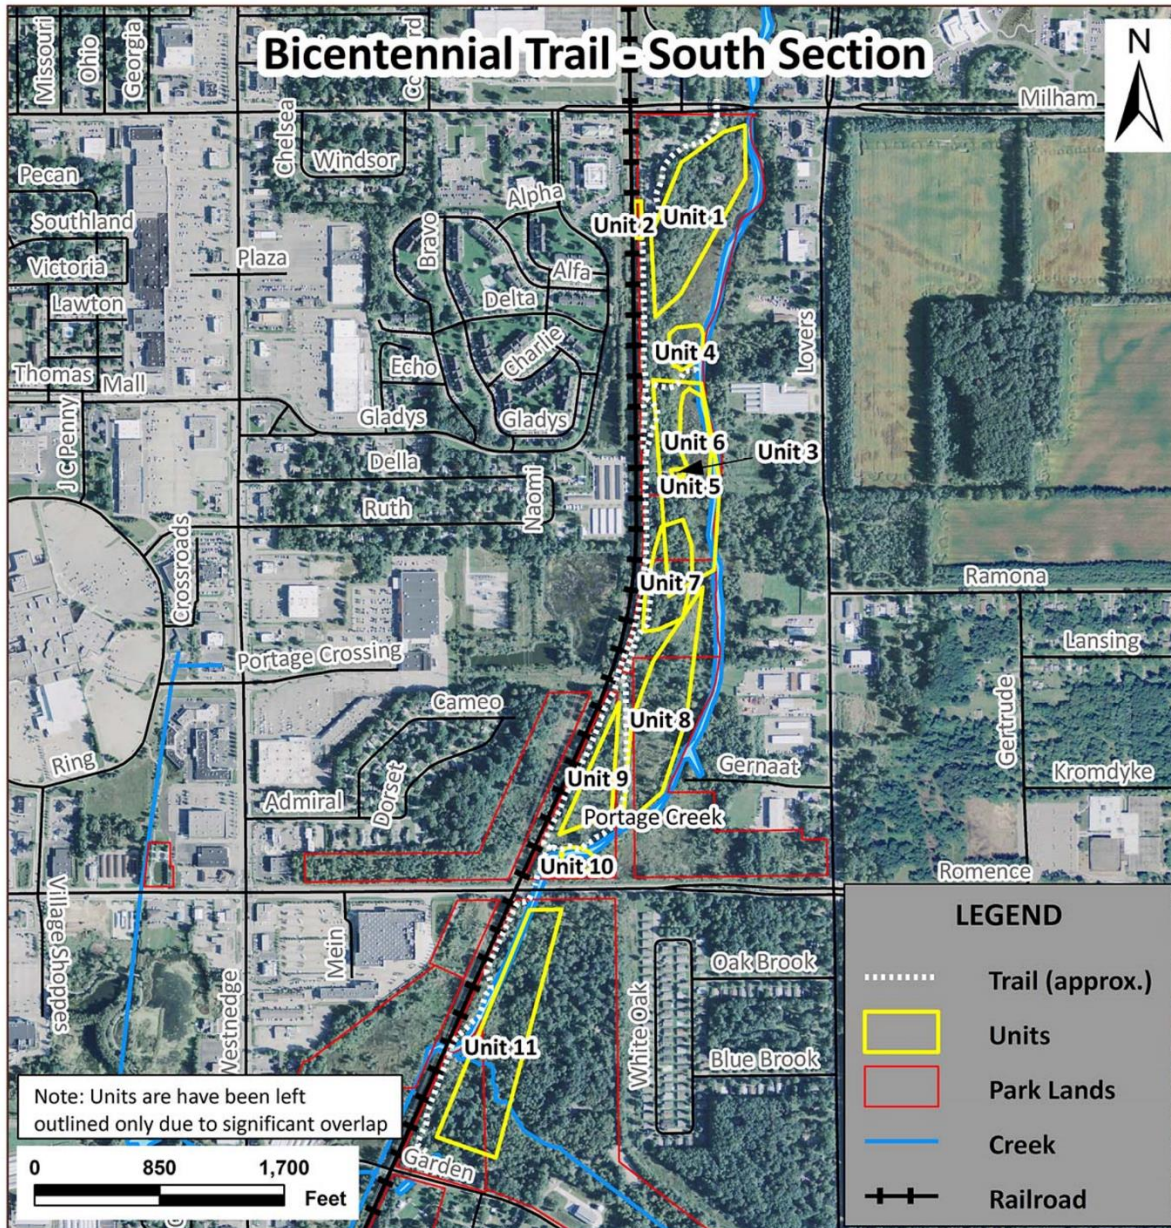 Bicentennial Trail - South Section
N
Missouri
Ohio
Georgia
Milham
Chelsea
Windsor
Pecan
Alpha
Southland
Bravo
Unit 2
Unit 1
Victoria
Plaza
Alfa
Lawton
Delta
Lovers
Charlie
Echo
Unit 4
Thomas
Mall
Gladys
Gladys
J C Penny
Della
Unit 6
Unit 3
Unit 5
Ruth
Naomi
Crossroads
Unit 7
Ramona
Portage Crossing
Lansing
Cameo
Gertrude
Unit 8
Ring
Gernaat
Unit 9
Kromdyke
Admiral
Dorset
Portage Creek
Unit 10
Romence
Village Shoppes
Mein
Westnedge
White Oak
Oak Brook
Unit 11
Blue Brook
Garden
LEGEND
Trail (approx.)
Units
Park Lands
Creek
Railroad
Note: Units are have been left
outlined only due to significant overlap
0 850 1,700
Feet